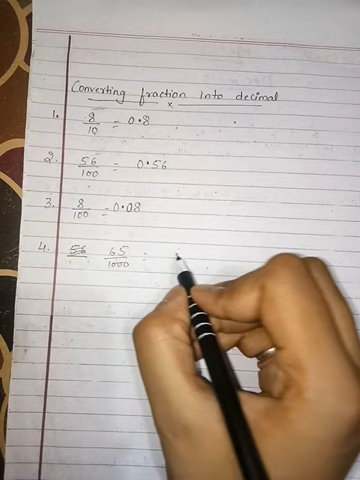 Converting fraction into decimal
x
1. 8/10 = 0.8
2. 56/100 = 0.56
3. 8/100 = 0.08
4. 56 65/1000 =